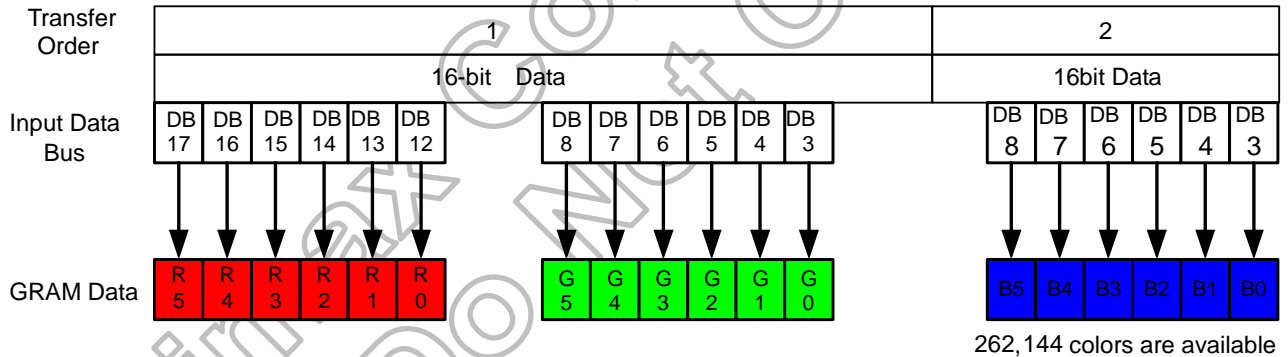 Transfer Order 1 2
16-bit Data 16bit Data
Input Data Bus DB 17 DB 16 DB 15 DB 14 DB 13 DB 12 DB 8 DB 7 DB 6 DB 5 DB 4 DB 3 DB 8 DB 7 DB 6 DB 5 DB 4 DB 3
GRAM Data R 5 R 4 R 3 R 2 R 1 R 0 G 5 G 4 G 3 G 2 G 1 G 0 B5 B4 B3 B2 B1 B0
262,144 colors are available